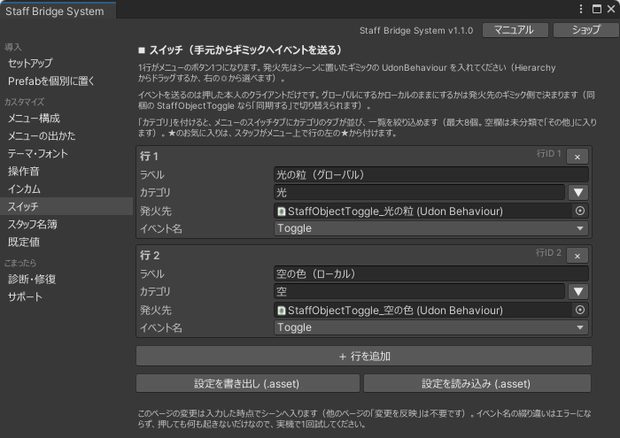 Staff Bridge System
Staff Bridge System v1.1.0
マニュアル
ショップ
導入
セットアップ
Prefabを個別に置く
カスタマイズ
メニュー構成
メニューの出かた
テーマ・フォント
操作音
インカム
スイッチ
スタッフ名簿
既定値
こまったら
診断・修復
サポート
■ スイッチ（手元からギミックへイベントを送る）
1行がメニューのボタン1つになります。発火先はシーンに置いたギミックの UdonBehaviour を入れてください（Hierarchy
からドラッグするか、右の⊙から選べます）。
イベントを送るのは押した本人のクライアントだけです。グローバルにするかローカルのままにするかは発火先のギミック側で決まります（同
梱の StaffObjectToggle なら「同期する」で切り替えられます）。
「カテゴリ」を付けると、メニューのスイッチタブにカテゴリのタブが並び、一覧を絞り込めます（最大8個。空欄は未分類で「その他」に入り
ます）。★のお気に入りは、スタッフがメニュー上で行の左の★から付けます。
行 1
行ID 1
×
ラベル
光の粒（グローバル）
カテゴリ
光
▼
発火先
StaffObjectToggle_光の粒 (Udon Behaviour)
イベント名
Toggle
行 2
行ID 2
×
ラベル
空の色（ローカル）
カテゴリ
空
▼
発火先
StaffObjectToggle_空の色 (Udon Behaviour)
イベント名
Toggle
＋ 行を追加
設定を書き出し (.asset)
設定を読み込み (.asset)
このページの変更は入力した時点でシーンへ入ります（他のページの「変更を反映」は不要です）。イベント名の綴り違いはエラーにな
らず、押しても何も起きないだけなので、実機で1回試してください。